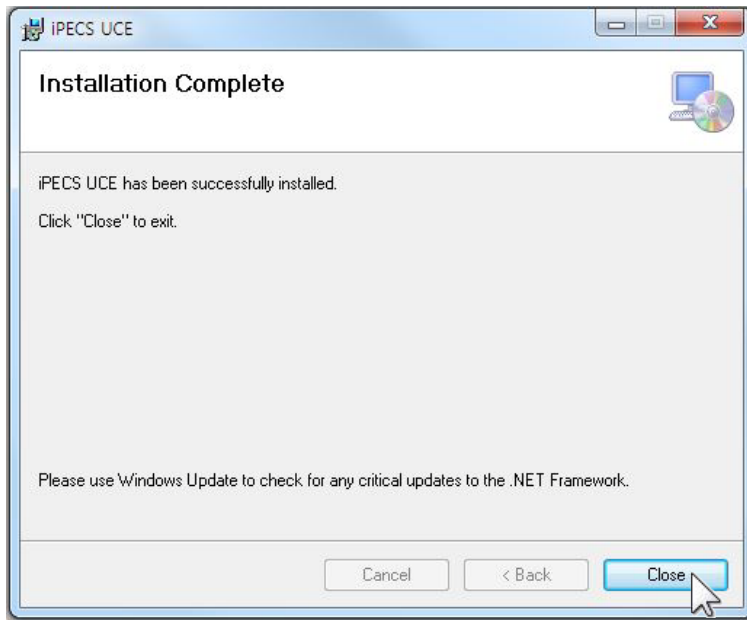 iPECS UCE
Installation Complete
iPECS UCE has been successfully installed.
Click "Close" to exit.
Please use Windows Update to check for any critical updates to the .NET Framework.
Cancel
< Back
Close